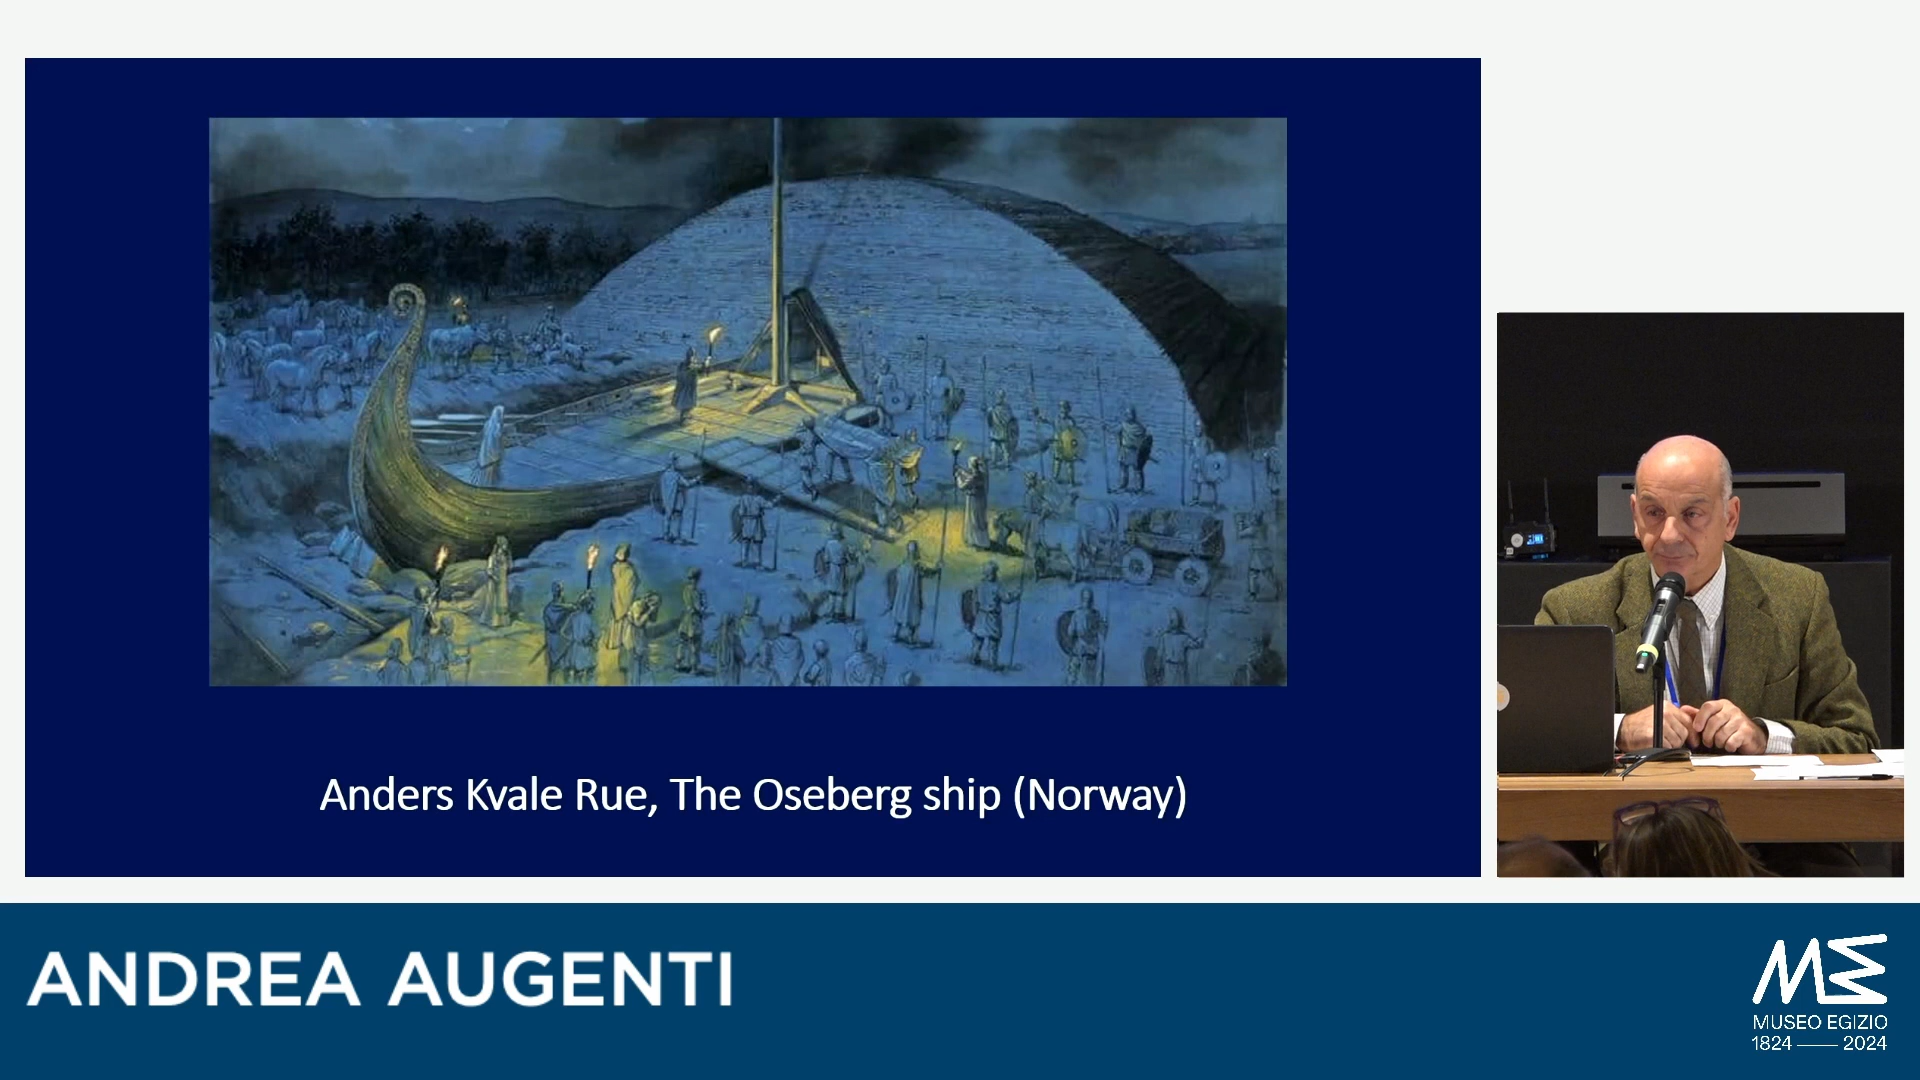 Anders Kvale Rue, The Oseberg ship (Norway)
ANDREA AUGENTI
MUSEO EGIZIO
1824 — 2024